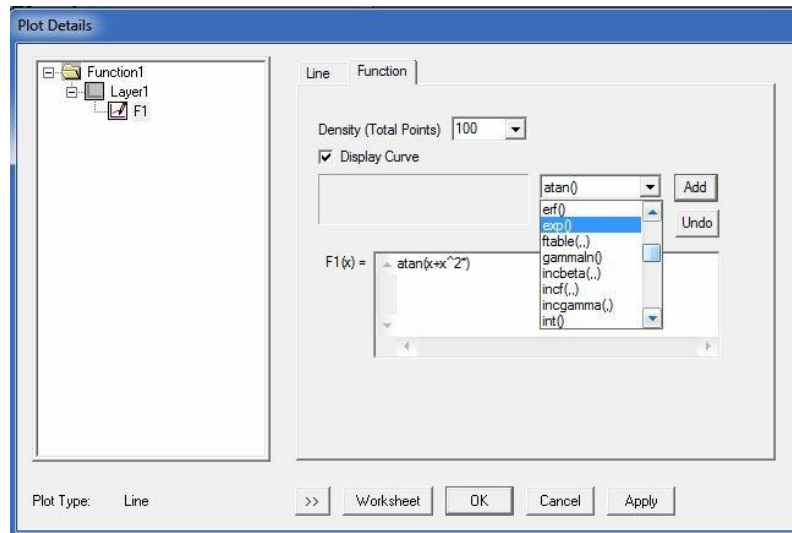 Plot Details
Function1
Layer1
F1
Line Function
Density (Total Points) 100
Display Curve
atan() Add
erf()
exp() Undo
ftable(,.)
gammaln()
incbeta(,.)
incf(,.)
incgamma(,)
int()
F1(x) = atan(x+x^2*)
Plot Type: Line
>> Worksheet OK Cancel Apply